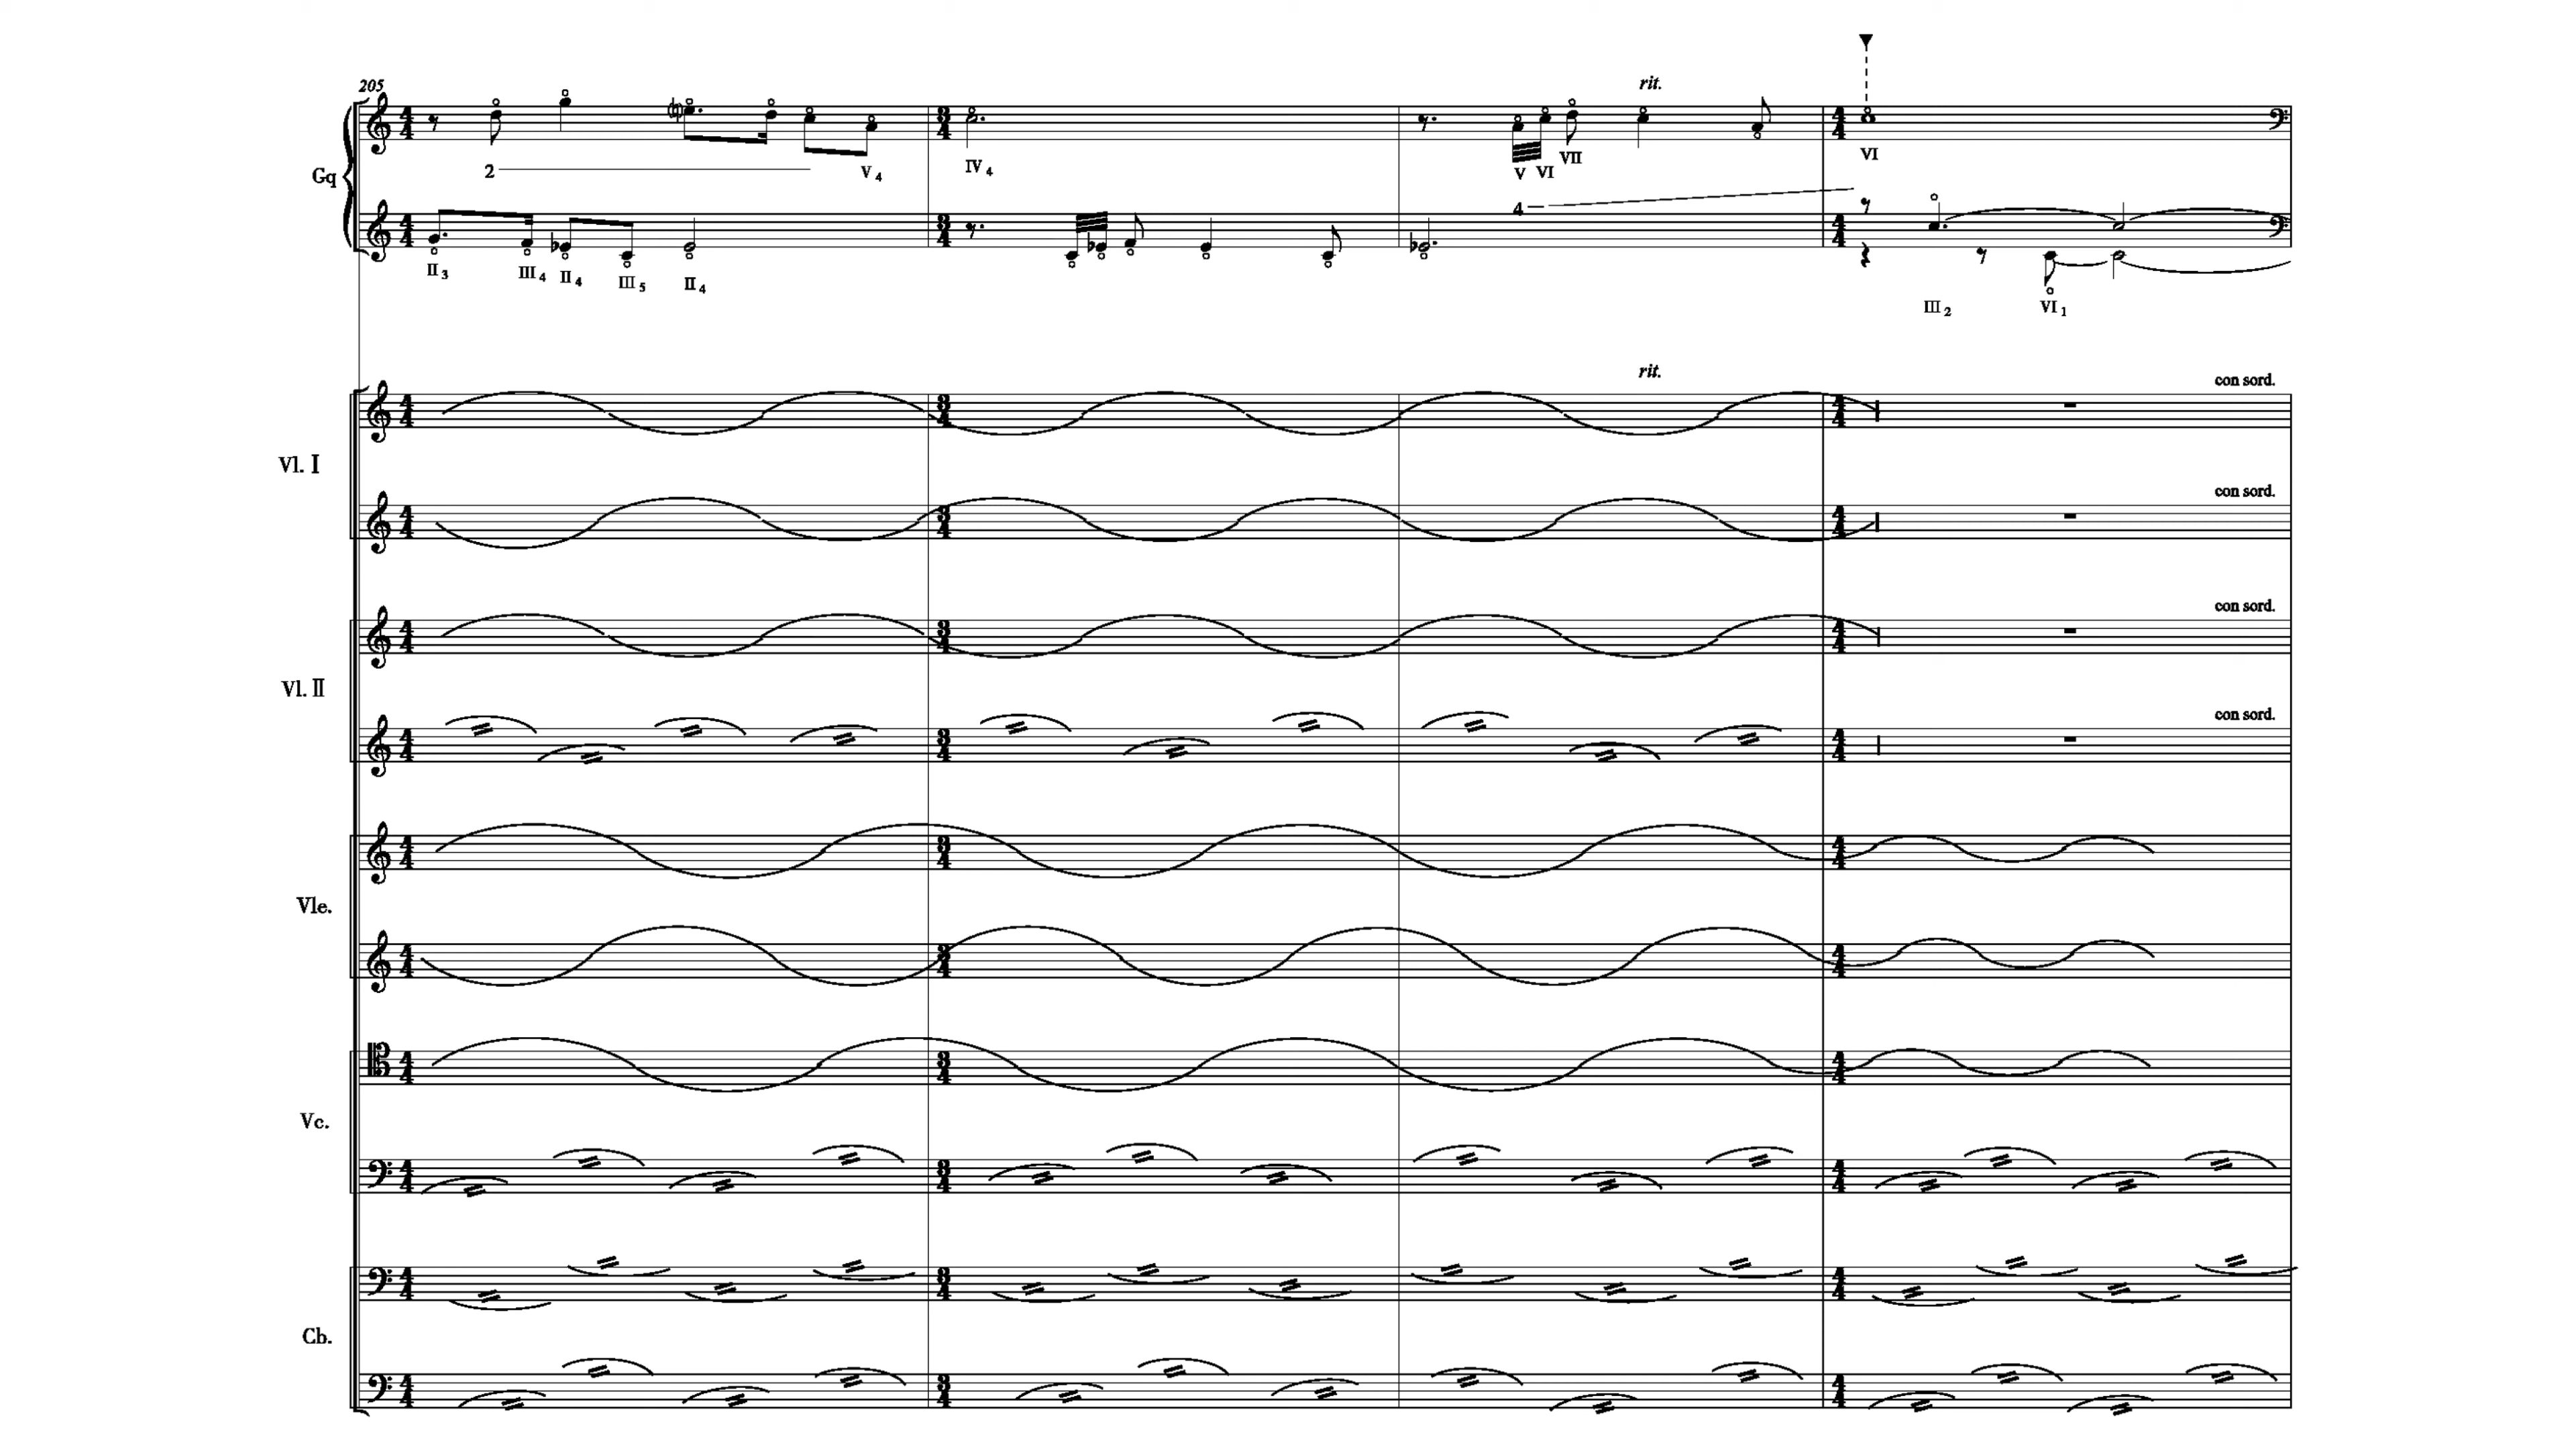 205
rit.
Gq
2 V 4 IV 4 V VI VII VI
4
II 3 III 4 II 4 III 5 II 4 III 2 VI 1
rit.
con sord.
Vl. I
con sord.
con sord.
Vl. II
con sord.
Vle.
Vc.
Cb.